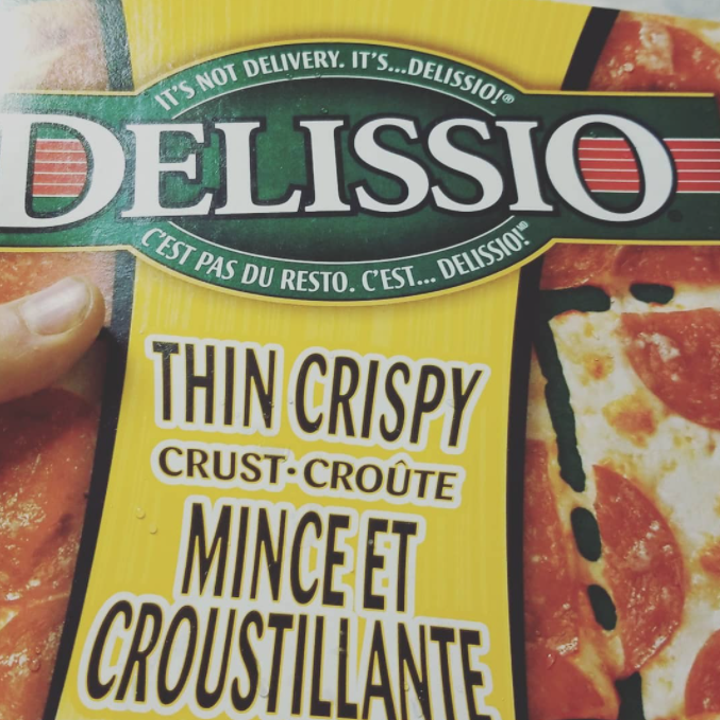 IT'S NOT DELIVERY. IT'S...DELISSIO!®
DELISSIO
C'EST PAS DU RESTO. C'EST... DELISSIO!MD
THIN CRISPY
CRUST•CROÛTE
MINCE ET
CROUSTILLANTE